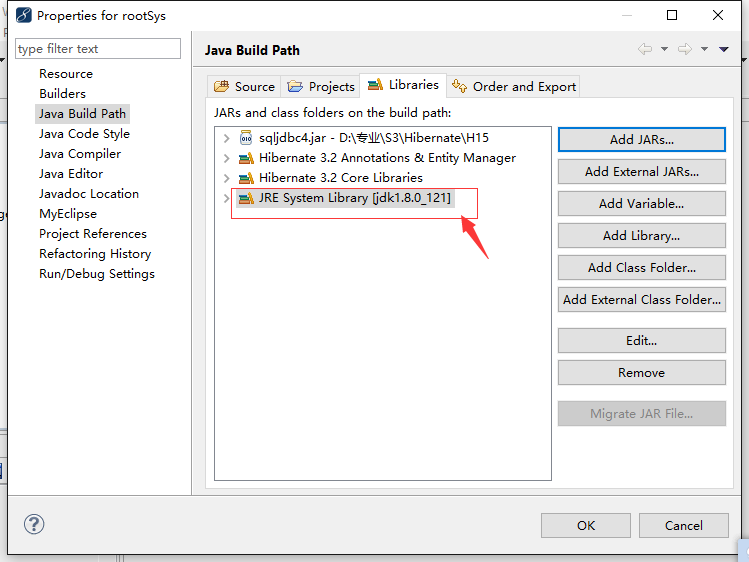 Properties for rootSys
type filter text
Resource
Builders
Java Build Path
Java Code Style
Java Compiler
Java Editor
Javadoc Location
MyEclipse
Project References
Refactoring History
Run/Debug Settings
Java Build Path
Source Projects Libraries Order and Export
JARs and class folders on the build path:
sqljdbc4.jar - D:\专业\S3\Hibernate\H15
Hibernate 3.2 Annotations & Entity Manager
Hibernate 3.2 Core Libraries
JRE System Library [jdk1.8.0_121]
Add JARs...
Add External JARs...
Add Variable...
Add Library...
Add Class Folder...
Add External Class Folder...
Edit...
Remove
Migrate JAR File...
OK Cancel